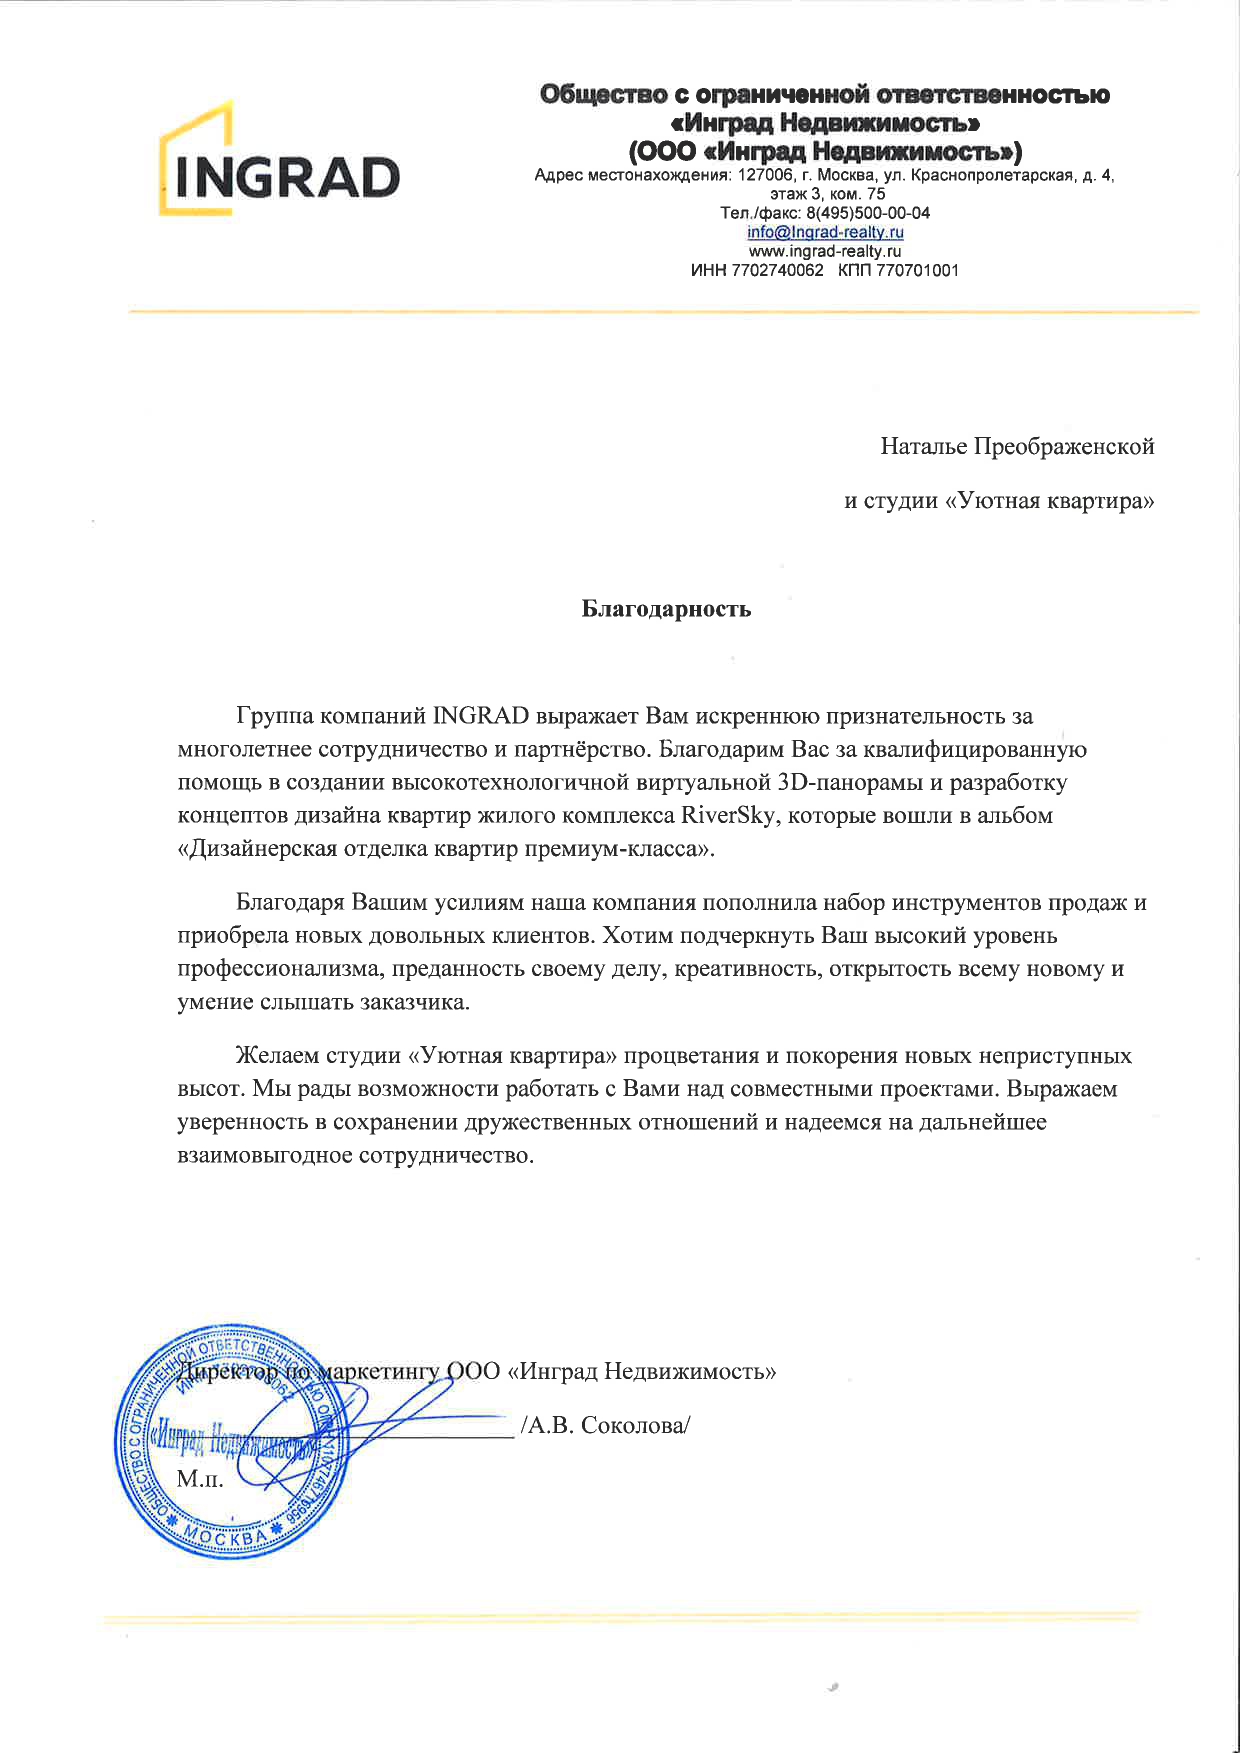 INGRAD
Общество с ограниченной ответственностью
«Инград Недвижимость»
(ООО «Инград Недвижимость»)
Адрес местонахождения: 127006, г. Москва, ул. Краснопролетарская, д. 4,
этаж 3, ком. 75
Тел./факс: 8(495)500-00-04
info@Ingrad-realty.ru
www.ingrad-realty.ru
ИНН 7702740062 КПП 770701001
Наталье Преображенской
и студии «Уютная квартира»
Благодарность
Группа компаний INGRAD выражает Вам искреннюю признательность за
многолетнее сотрудничество и партнёрство. Благодарим Вас за квалифицированную
помощь в создании высокотехнологичной виртуальной 3D-панорамы и разработку
концептов дизайна квартир жилого комплекса RiverSky, которые вошли в альбом
«Дизайнерская отделка квартир премиум-класса».
Благодаря Вашим усилиям наша компания пополнила набор инструментов продаж и
приобрела новых довольных клиентов. Хотим подчеркнуть Ваш высокий уровень
профессионализма, преданность своему делу, креативность, открытость всему новому и
умение слышать заказчика.
Желаем студии «Уютная квартира» процветания и покорения новых неприступных
высот. Мы рады возможности работать с Вами над совместными проектами. Выражаем
уверенность в сохранении дружественных отношений и надеемся на дальнейшее
взаимовыгодное сотрудничество.
Директор по маркетингу ООО «Инград Недвижимость»
/А.В. Соколова/
М.п.
ОБЩЕСТВО С ОГРАНИЧЕННОЙ ОТВЕТСТВЕННОСТЬЮ
«Инград Недвижимость»
МОСКВА